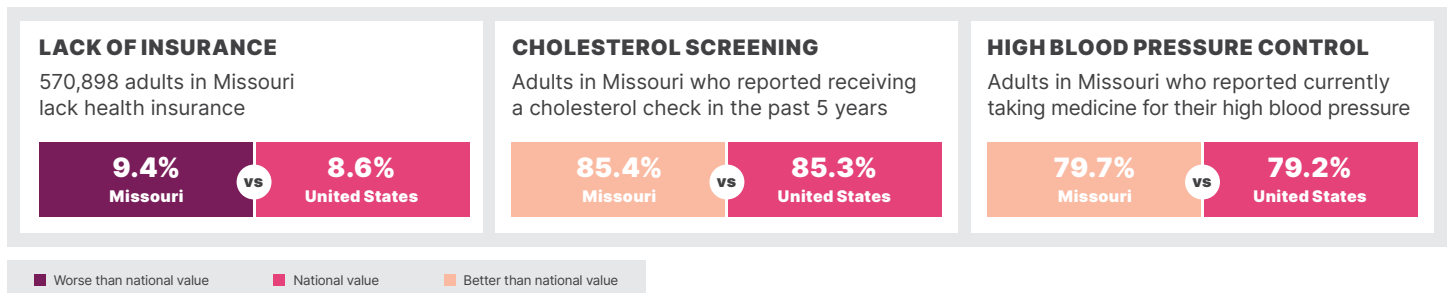 LACK OF INSURANCE
570,898 adults in Missouri
lack health insurance
9.4%
Missouri
vs
8.6%
United States
CHOLESTEROL SCREENING
Adults in Missouri who reported receiving
a cholesterol check in the past 5 years
85.4%
Missouri
vs
85.3%
United States
HIGH BLOOD PRESSURE CONTROL
Adults in Missouri who reported currently
taking medicine for their high blood pressure
79.7%
Missouri
vs
79.2%
United States
Worse than national value
National value
Better than national value